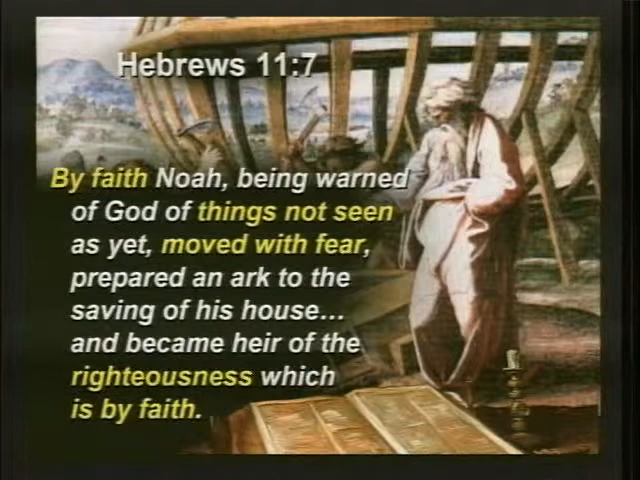 Hebrews 11:7
By faith Noah, being warned
of God of things not seen
as yet, moved with fear,
prepared an ark to the
saving of his house...
and became heir of the
righteousness which
is by faith.